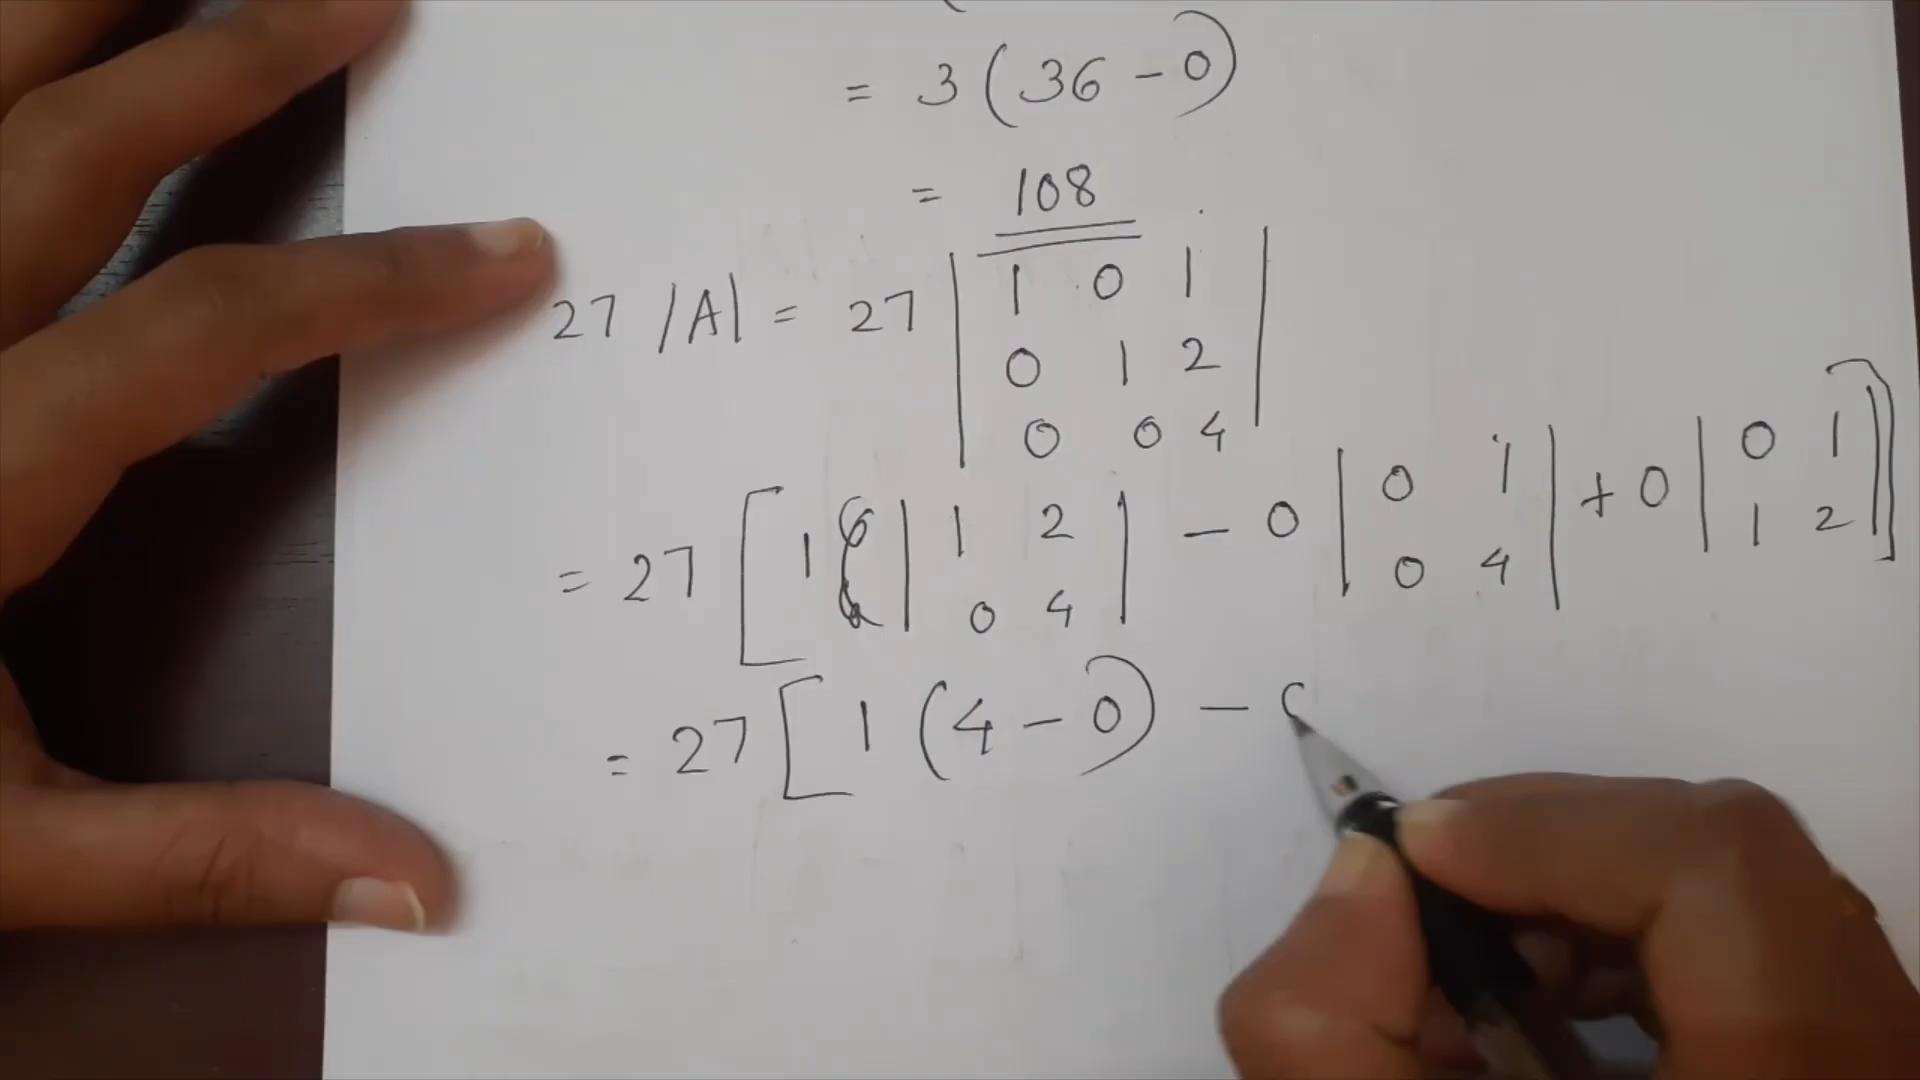 = 3 ( 36 - 0 )
= 108
27 |A| = 27 | 1 0 1 |
0 1 2
0 0 4
= 27 [ 1 | 1 2 | - 0 | 0 1 | + 0 | 0 1 | ]
0 4 0 4 1 2
= 27 [ 1 ( 4 - 0 ) -